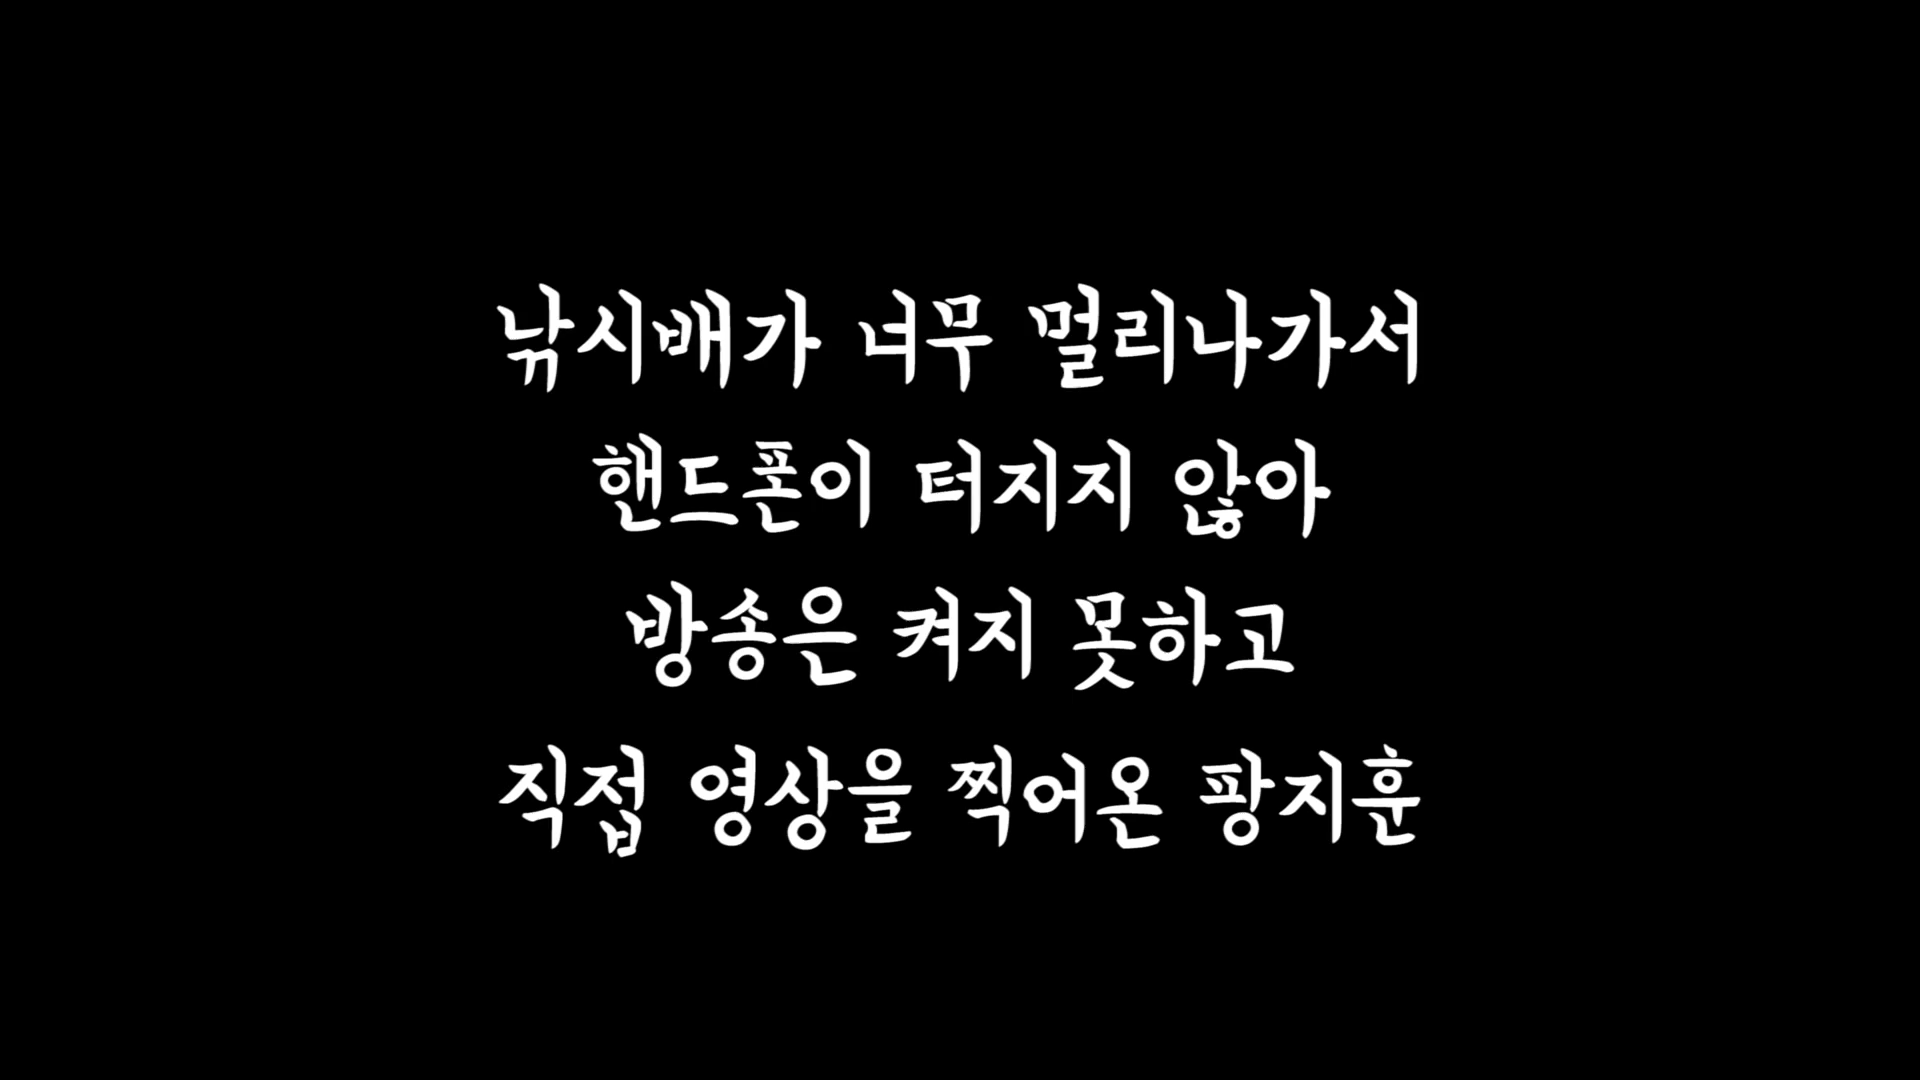 낚시배가 너무 멀리나가서
핸드폰이 터지지 않아
방송은 켜지 못하고
직접 영상을 찍어온 팡지훈